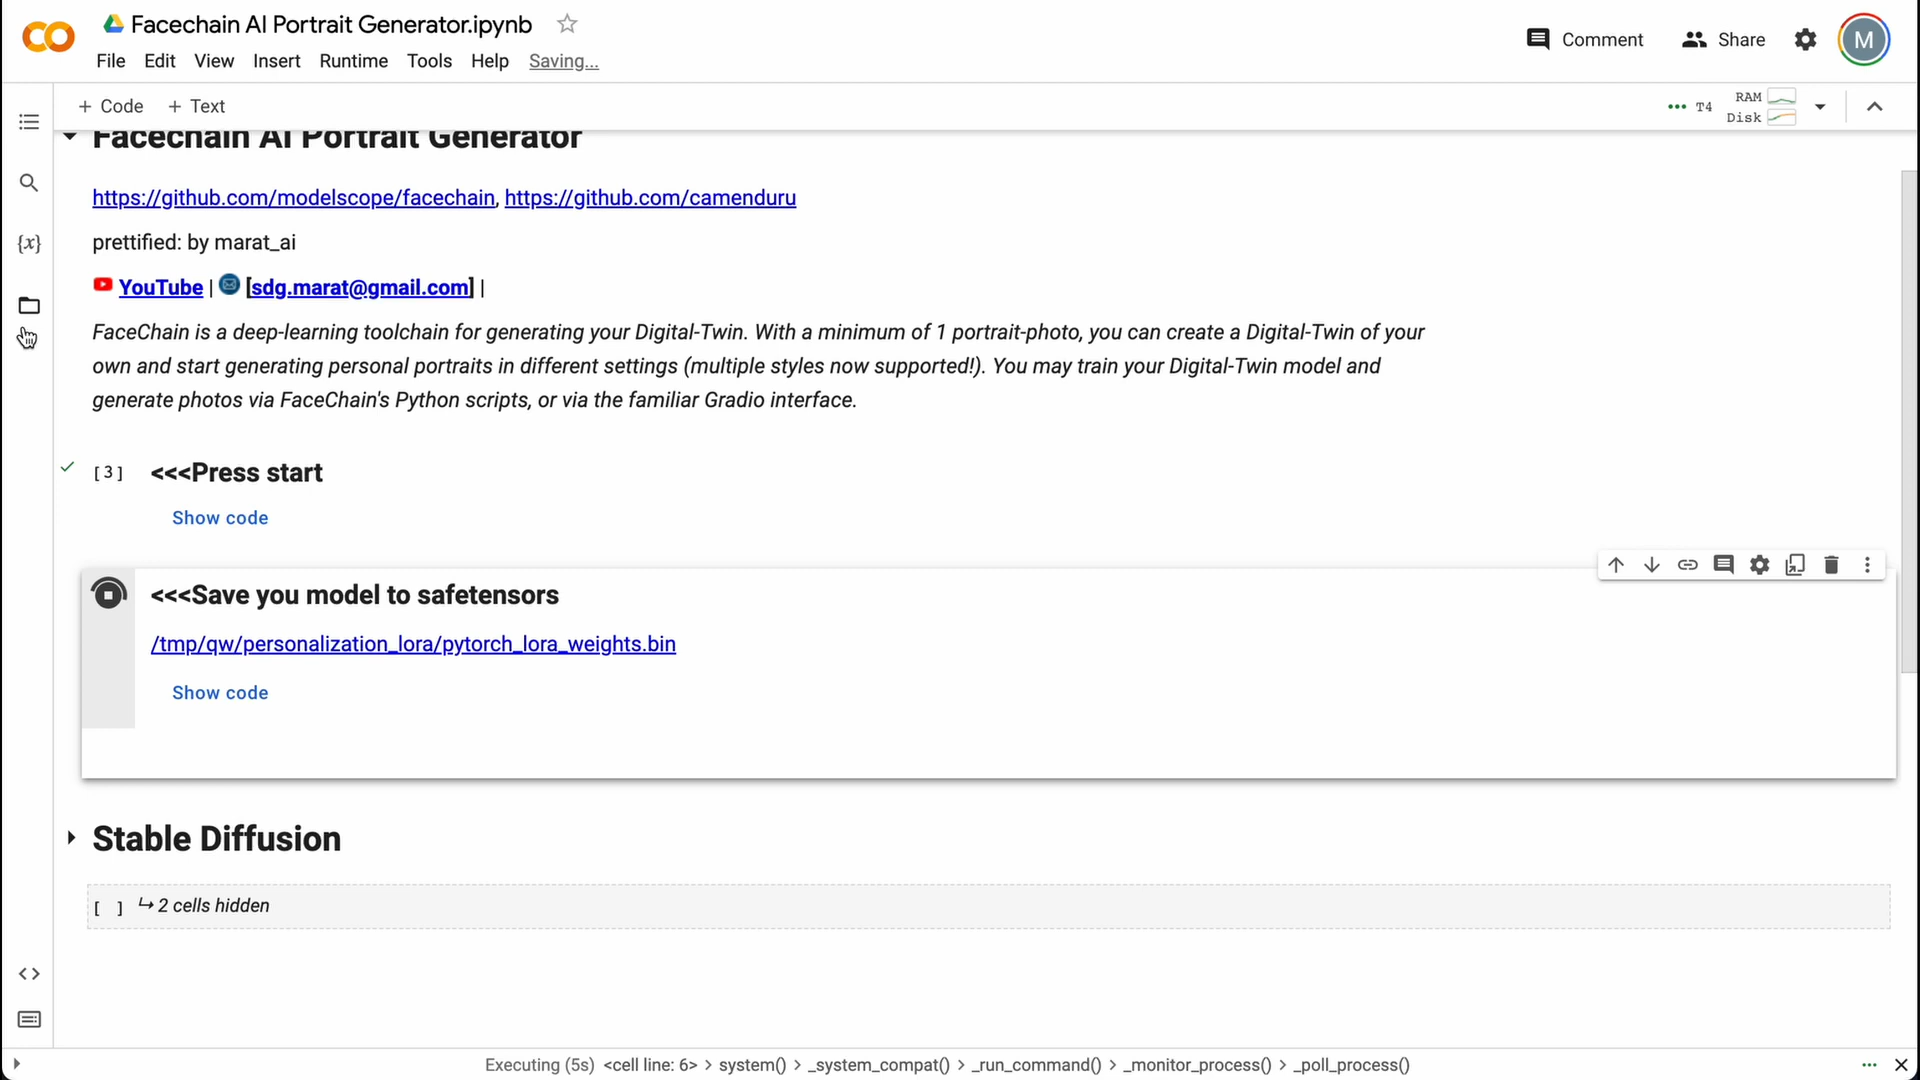 Facechain AI Portrait Generator.ipynb
File Edit View Insert Runtime Tools Help Saving...
Comment Share M
+ Code + Text
T4 RAM Disk
Facechain AI Portrait Generator
https://github.com/modelscope/facechain, https://github.com/camenduru
prettified: by marat_ai
YouTube | [sdg.marat@gmail.com] |
FaceChain is a deep-learning toolchain for generating your Digital-Twin. With a minimum of 1 portrait-photo, you can create a Digital-Twin of your
own and start generating personal portraits in different settings (multiple styles now supported!). You may train your Digital-Twin model and
generate photos via FaceChain's Python scripts, or via the familiar Gradio interface.
[3] <<<Press start
Show code
<<<Save you model to safetensors
/tmp/qw/personalization_lora/pytorch_lora_weights.bin
Show code
Stable Diffusion
[ ] ↳ 2 cells hidden
Executing (5s) <cell line: 6> > system() > _system_compat() > _run_command() > _monitor_process() > _poll_process()